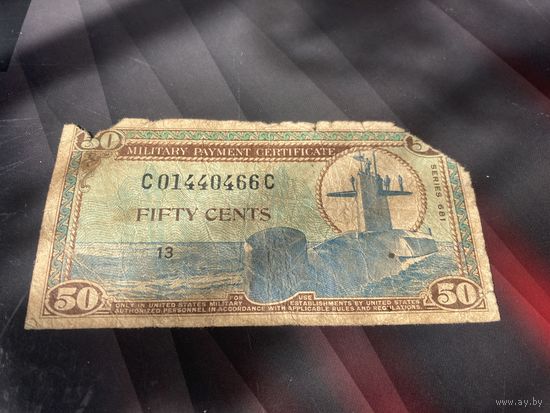 50
MILITARY PAYMENT CERTIFICATE
C01440466C
FIFTY CENTS
SERIES 681
13
50
50
ONLY IN UNITED STATES MILITARY
AUTHORIZED PERSONNEL IN ACCORDANCE
FOR USE
ESTABLISHMENTS BY UNITED STATES
WITH APPLICABLE RULES AND REGULATIONS.
www.ay.by